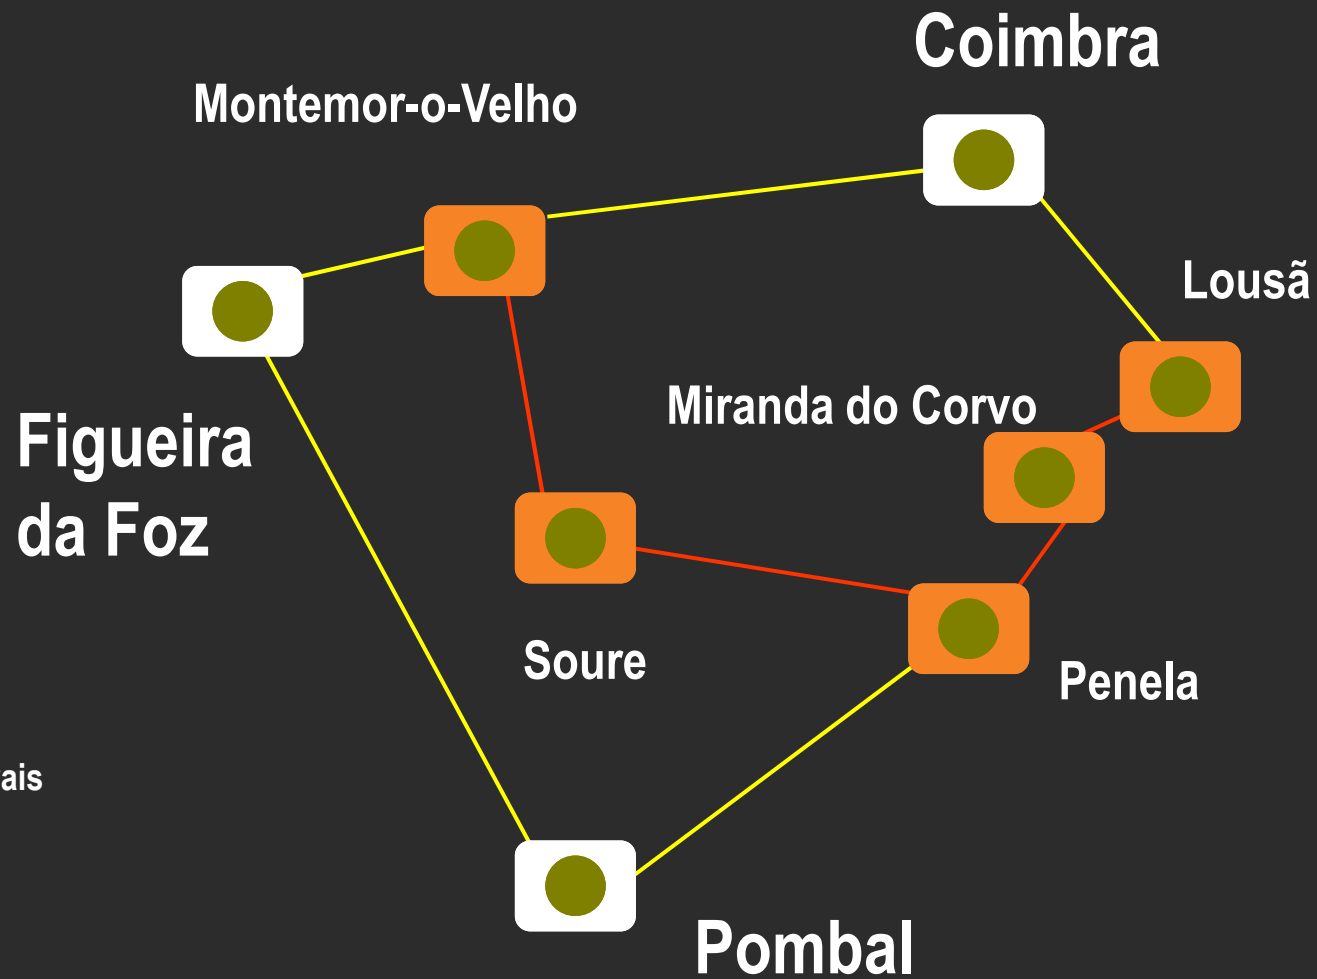 Coimbra
Montemor-o-Velho
Lousã
Miranda do Corvo
Figueira
da Foz
Soure
Penela
ais
Pombal